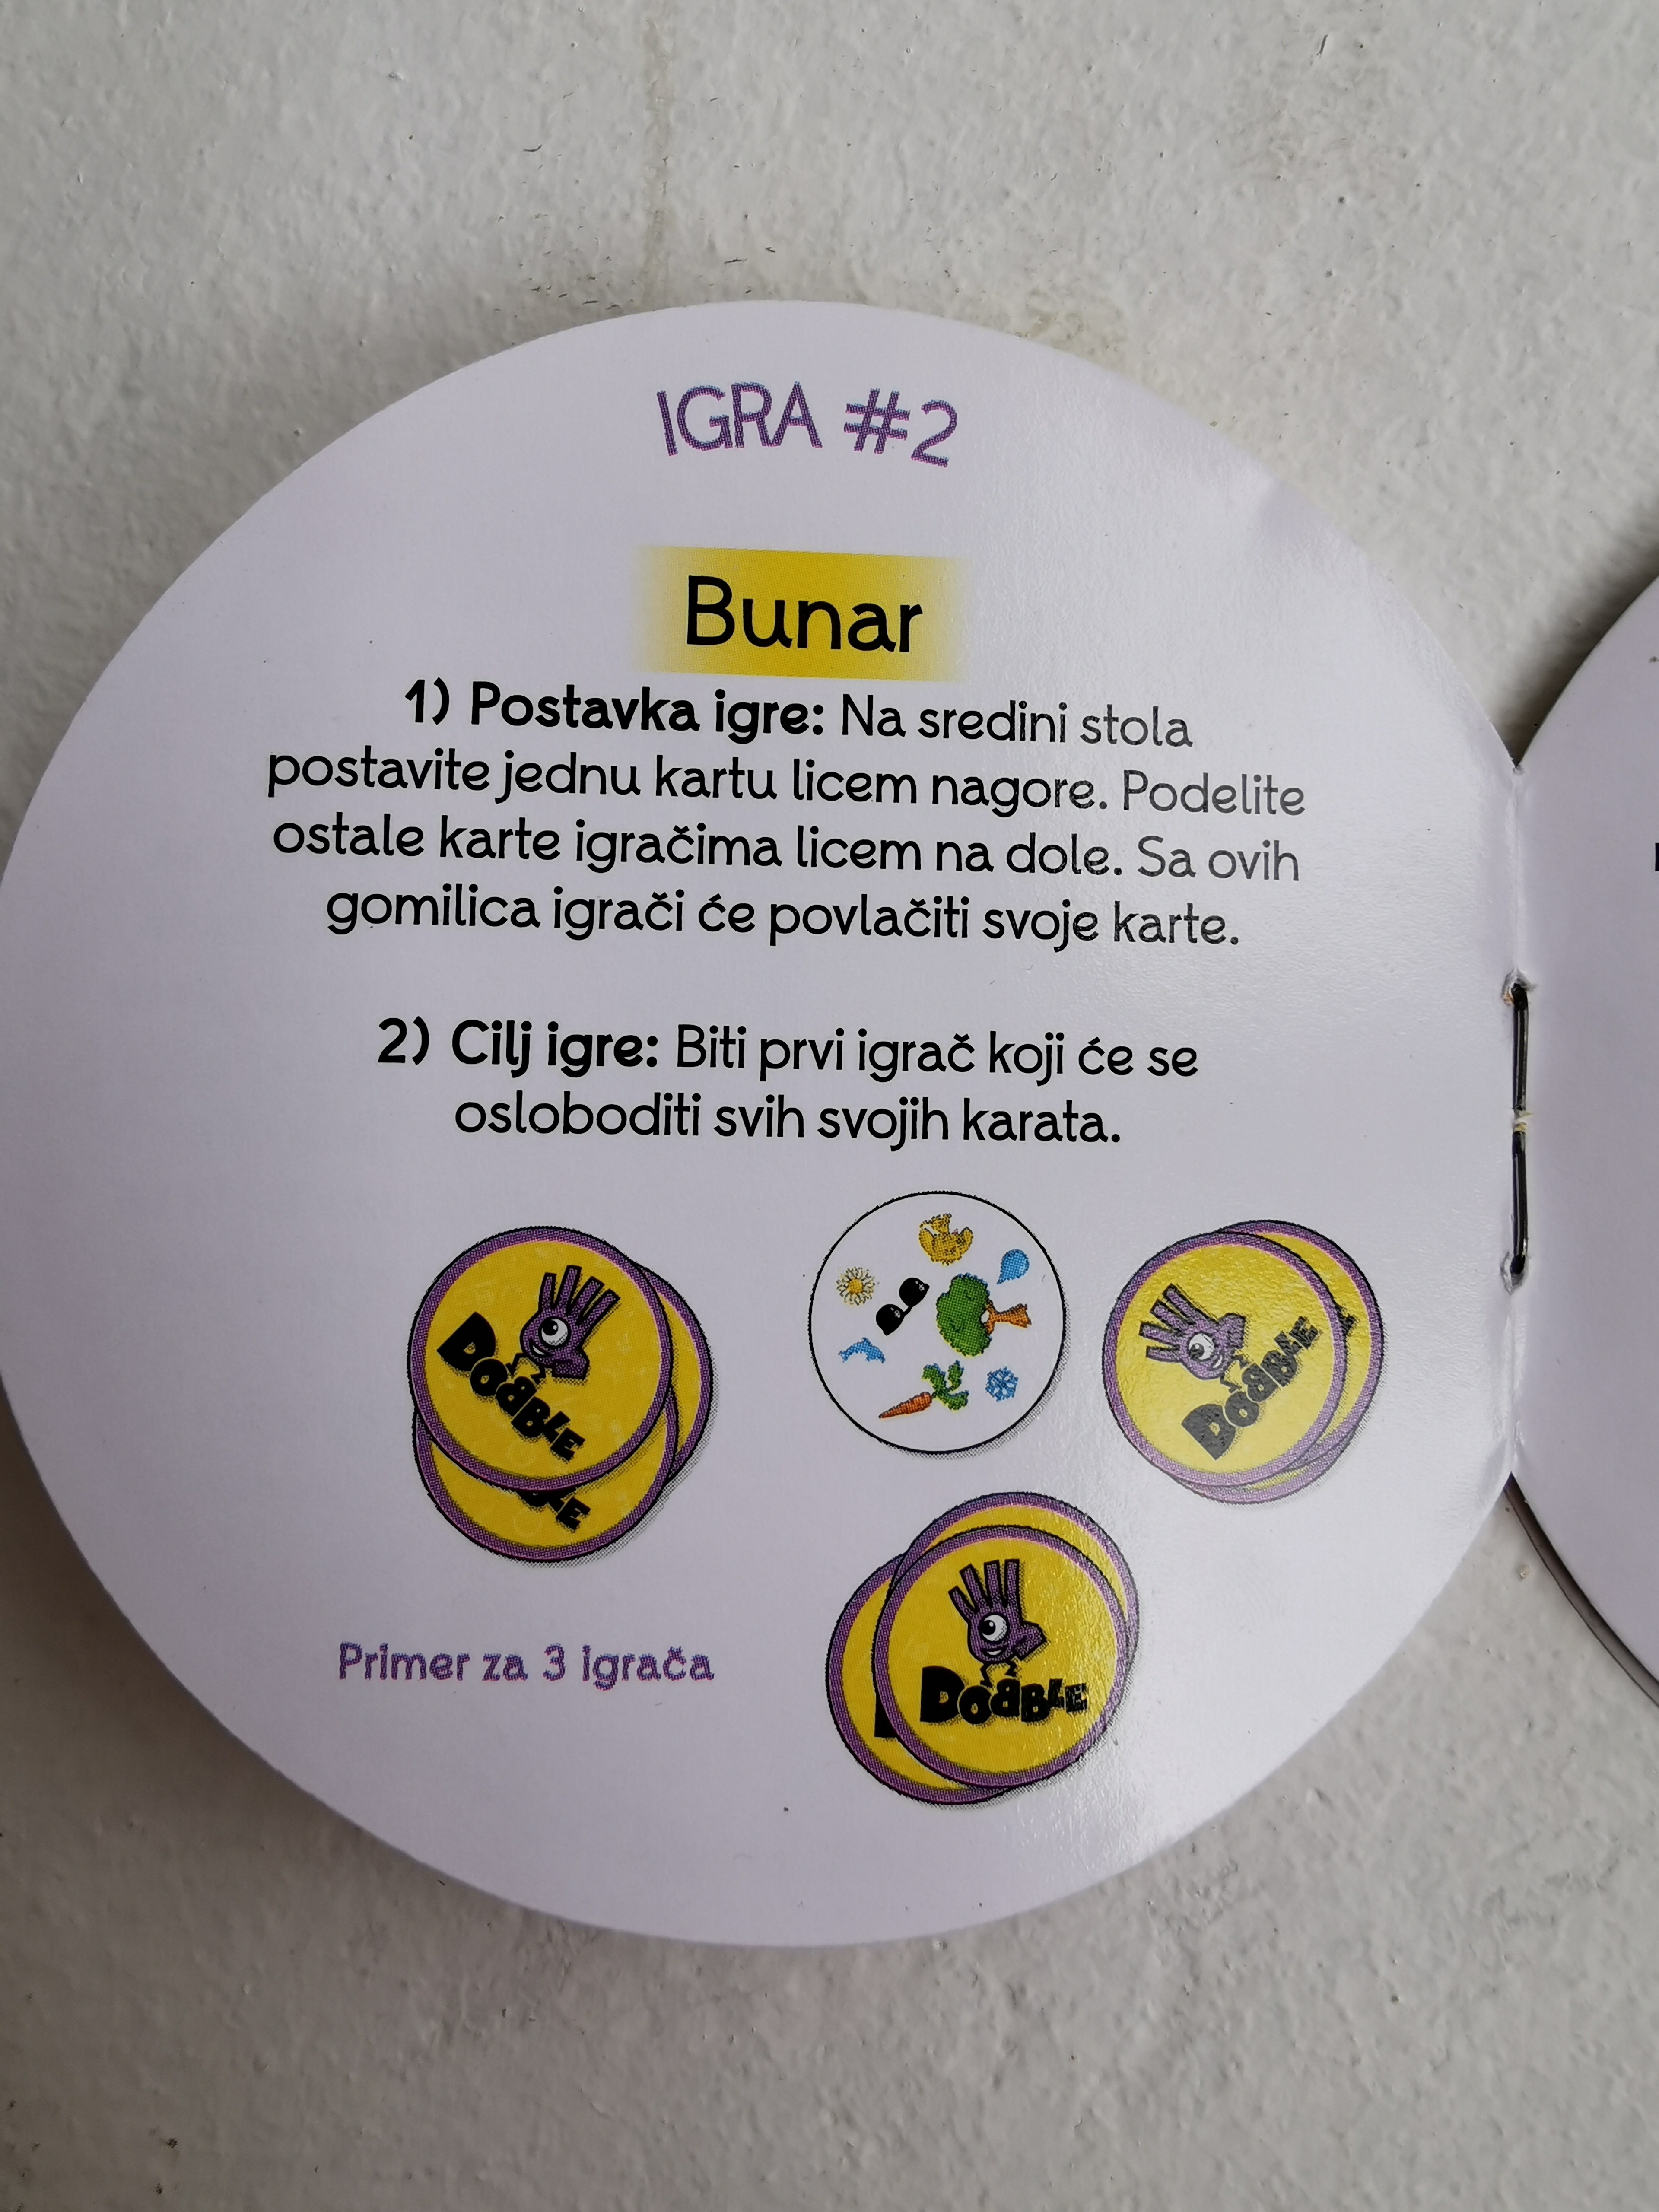 IGRA #2
Bunar
1) Postavka igre: Na sredini stola
postavite jednu kartu licem nagore. Podelite
ostale karte igračima licem na dole. Sa ovih
gomilica igrači će povlačiti svoje karte.
2) Cilj igre: Biti prvi igrač koji će se
osloboditi svih svojih karata.
DOBBLE
DOBBLE
DOBBLE
Primer za 3 igrača